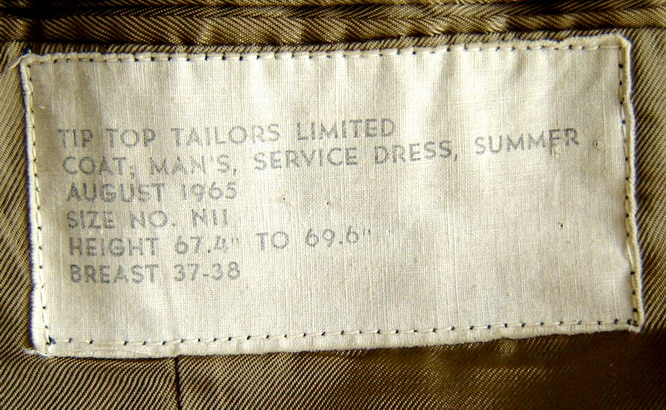 TIP TOP TAILORS LIMITED
COAT, MAN'S, SERVICE DRESS, SUMMER
AUGUST 1965
SIZE NO. N11
HEIGHT 67.4" TO 69.6"
BREAST 37-38